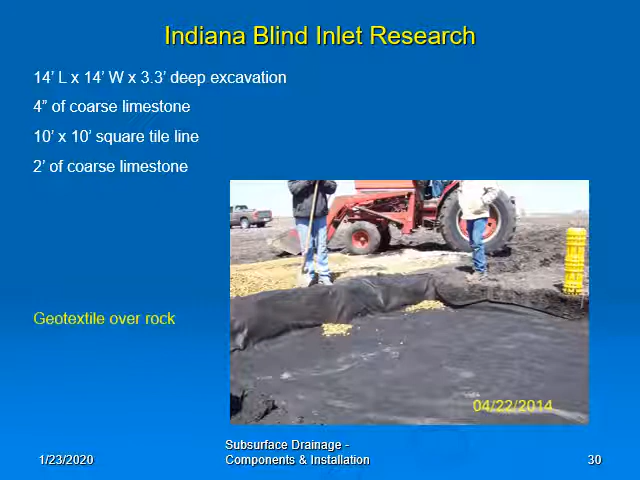 Indiana Blind Inlet Research
14’ L x 14’ W x 3.3’ deep excavation
4” of coarse limestone
10’ x 10’ square tile line
2’ of coarse limestone
Geotextile over rock
04/22/2014
1/23/2020
Subsurface Drainage -
Components & Installation
30